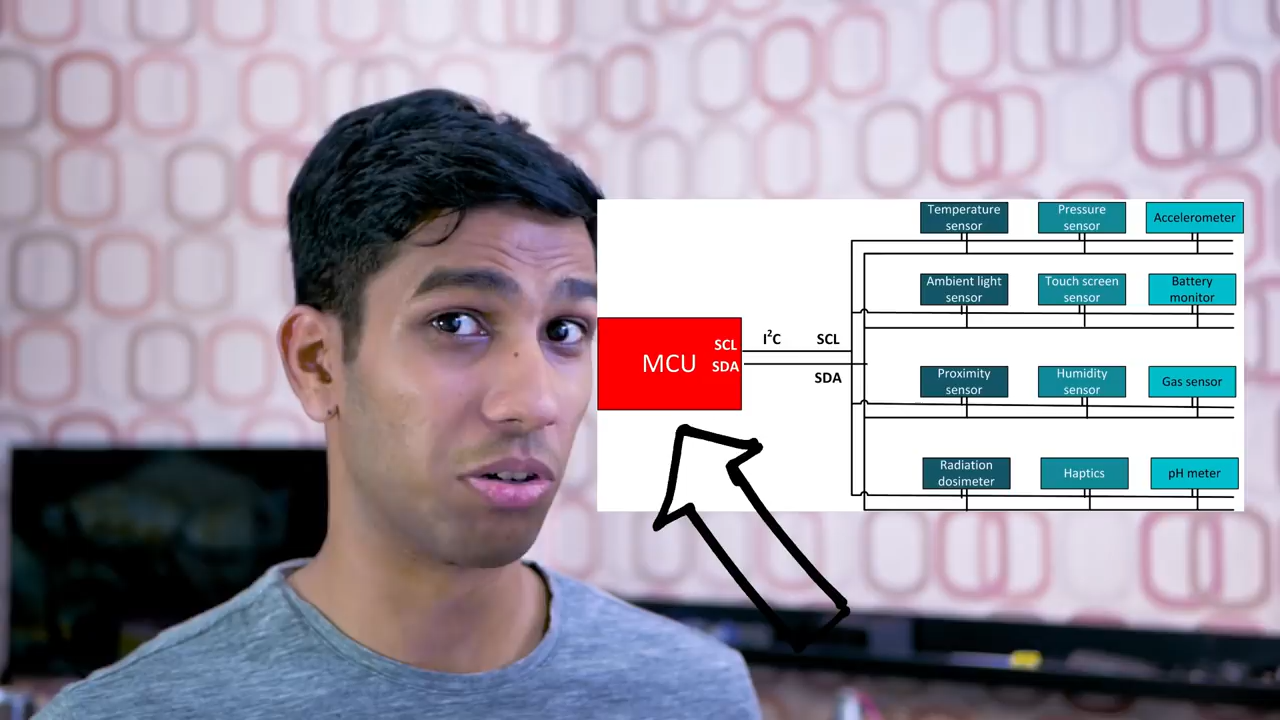 Temperature
sensor
Pressure
sensor
Accelerometer
Ambient light
sensor
Touch screen
sensor
Battery
monitor
MCU
SCL
SDA
I²C
SCL
SDA
Proximity
sensor
Humidity
sensor
Gas sensor
Radiation
dosimeter
Haptics
pH meter